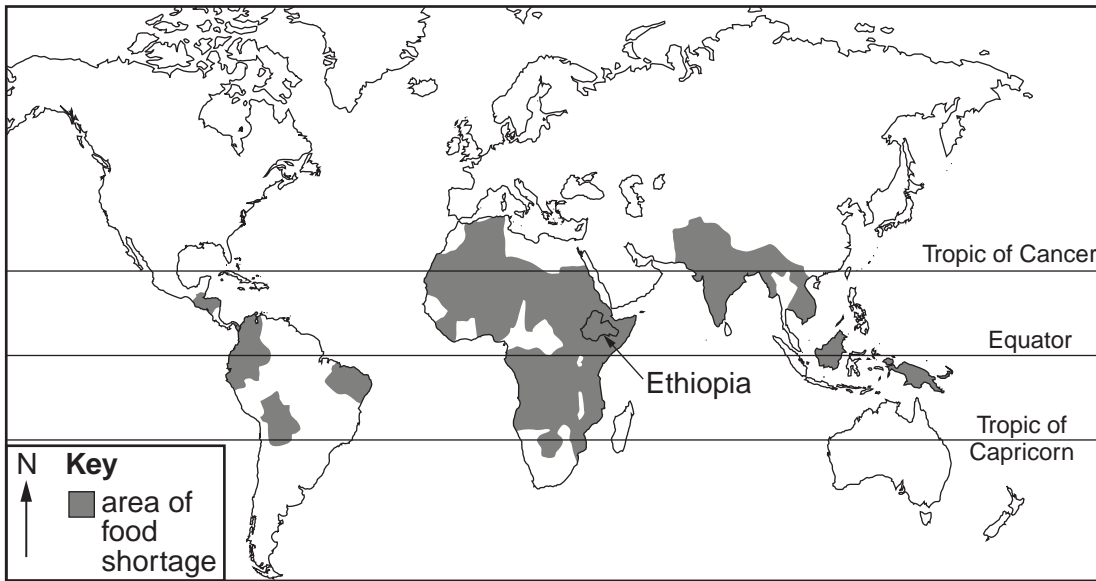 Tropic of Cancer
Equator
Ethiopia
Tropic of
Capricorn
N
Key
area of
food
shortage